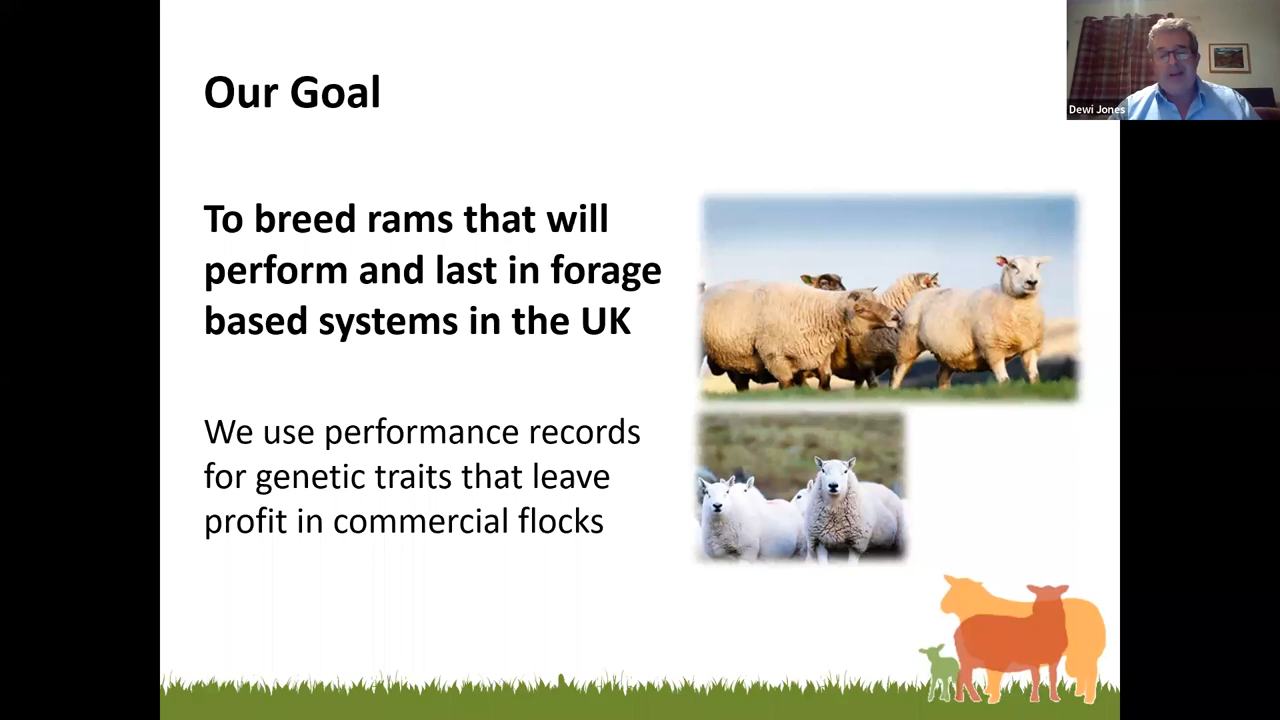 Our Goal
To breed rams that will
perform and last in forage
based systems in the UK
We use performance records
for genetic traits that leave
profit in commercial flocks
Dewi Jones